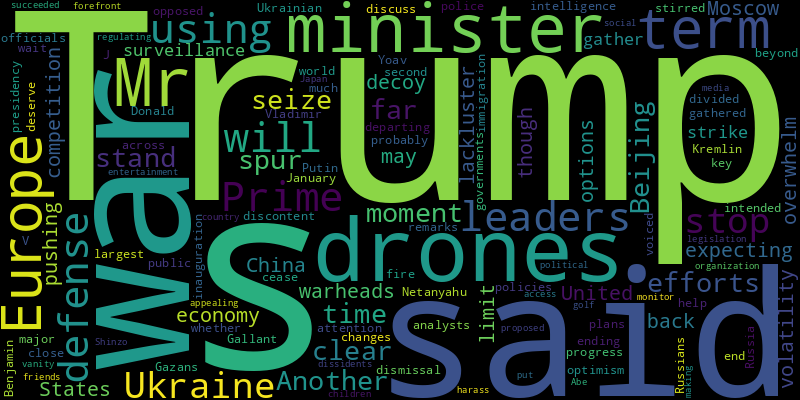 succeeded
forefront
opposed
Ukrainian
discuss
police
intelligence
stirred
Moscow
officials
regulating
using
minister
social
term
wait
surveillance
gather
beyond
Trump
J
Mr
world
Yoav
second
decoy
Japan
presidency
deserve
competition
Donald
seize
much
Vladimir
far
lackluster
immigration
media
divided
gathered
across
will
departing
though
options
Beijing
strike
overwhelm
Europe
war
stand
spur
may
probably
governments
Kremlin
key
entertainment
Putin
January
Prime
moment
leaders
stop
intended
country
discontent
remarks
voiced
legislation
pushing
defense
inauguration
s
drones
expecting
V
largest
public
China
cease
fire
political
organization
volatility
warheads
Netanyahu
policies
access
United
efforts
monitor
economy
time
limit
golf
help
whether
attention
changes
analysts
proposed
plans
back
major
Shinzo
Gallant
clear
said
ending
Russia
close
Benjamin
vanity
Gazans
dissidents
dismissal
optimism
progress
Russians
end
friends
States
Ukraine
Another
children
harass
put
Abe
making